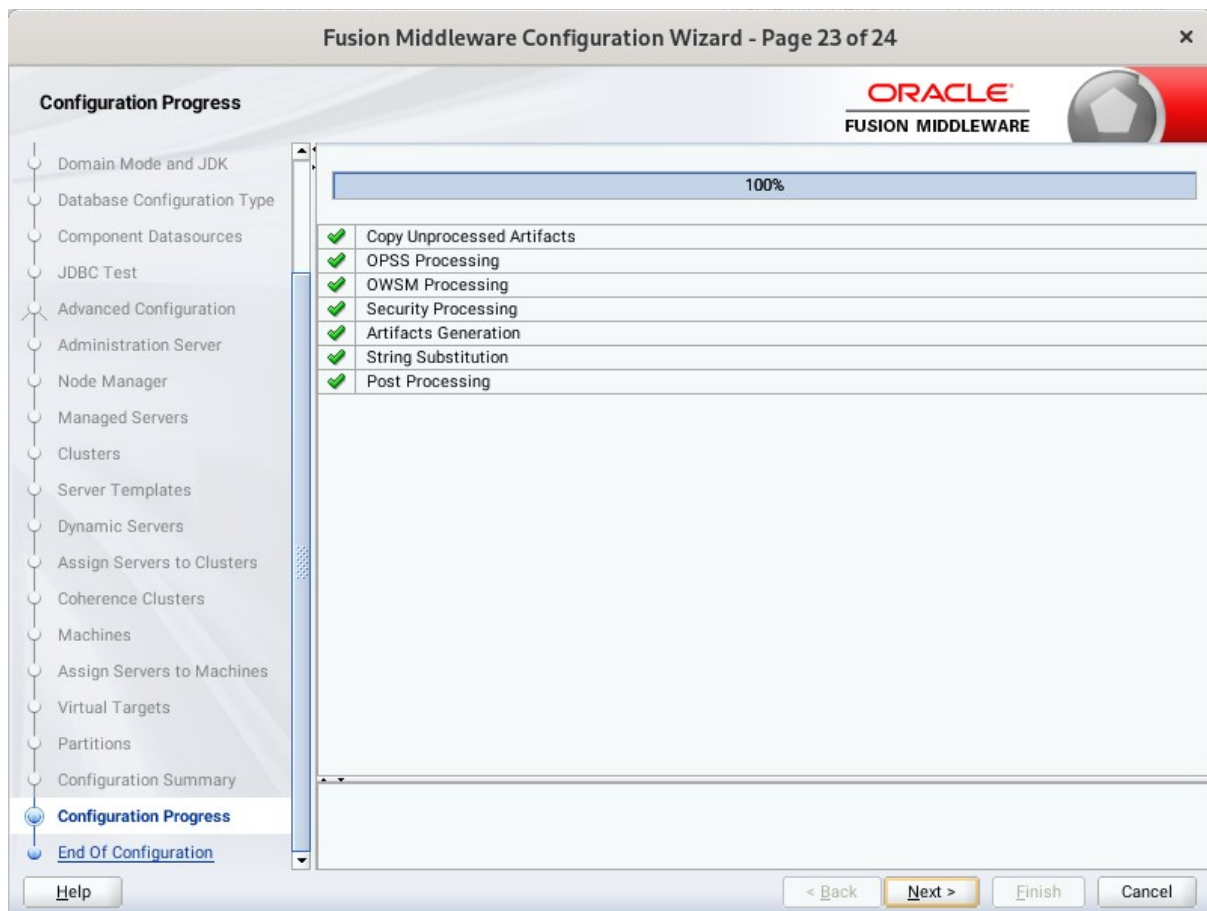 Fusion Middleware Configuration Wizard - Page 23 of 24
Configuration Progress
ORACLE
FUSION MIDDLEWARE
Domain Mode and JDK
Database Configuration Type
Component Datasources
JDBC Test
Advanced Configuration
Administration Server
Node Manager
Managed Servers
Clusters
Server Templates
Dynamic Servers
Assign Servers to Clusters
Coherence Clusters
Machines
Assign Servers to Machines
Virtual Targets
Partitions
Configuration Summary
Configuration Progress
End Of Configuration
100%
Copy Unprocessed Artifacts
OPSS Processing
OWSM Processing
Security Processing
Artifacts Generation
String Substitution
Post Processing
Help
< Back
Next >
Finish
Cancel